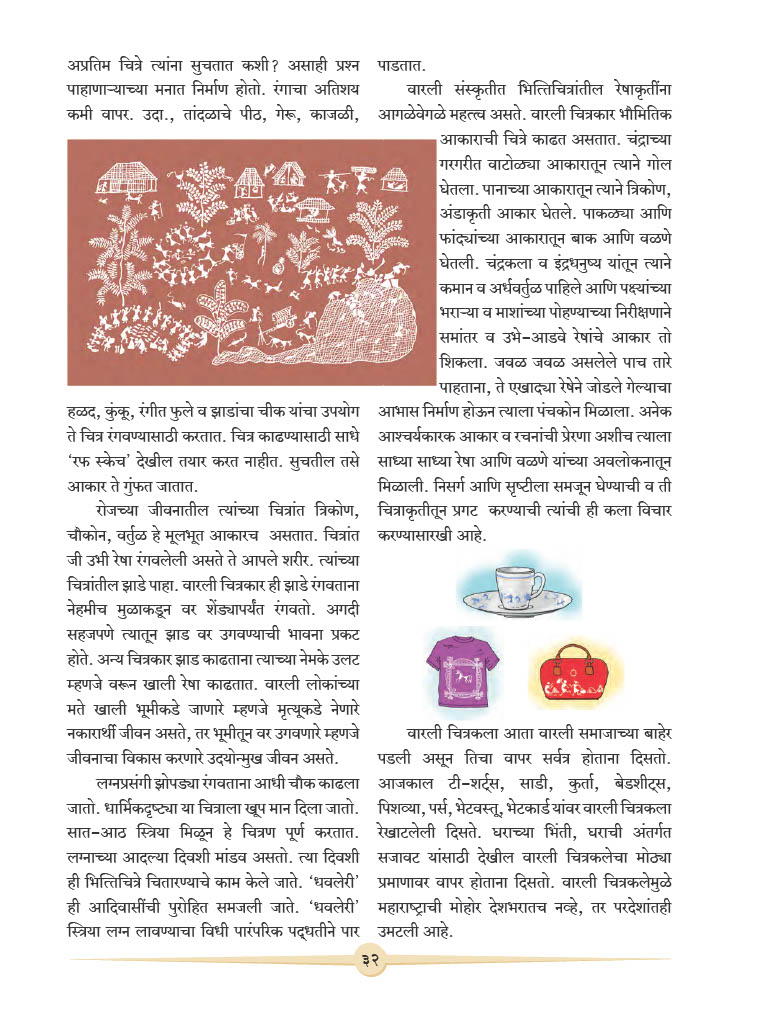 अप्रतिम चित्रे त्यांना सुचतात कशी? असाही प्रश्न
पाहाणाऱ्याच्या मनात निर्माण होतो. रंगाचा अतिशय
कमी वापर. उदा., तांदळाचे पीठ, गेरू, काजळी,
हळद, कुंकू, रंगीत फुले व झाडांचा चीक यांचा उपयोग
ते चित्र रंगवण्यासाठी करतात. चित्र काढण्यासाठी साधे
‘रफ स्केच’ देखील तयार करत नाहीत. सुचतील तसे
आकार ते गुंफत जातात.
रोजच्या जीवनातील त्यांच्या चित्रांत त्रिकोण,
चौकोन, वर्तुळ हे मूलभूत आकारच असतात. चित्रांत
जी उभी रेषा रंगवलेली असते ते आपले शरीर. त्यांच्या
चित्रांतील झाडे पाहा. वारली चित्रकार ही झाडे रंगवताना
नेहमीच मुळाकडून वर शेंड्यापर्यंत रंगवतो. अगदी
सहजपणे त्यातून झाड वर उगवण्याची भावना प्रकट
होते. अन्य चित्रकार झाड काढताना त्याच्या नेमके उलट
म्हणजे वरून खाली रेषा काढतात. वारली लोकांच्या
मते खाली भूमीकडे जाणारे म्हणजे मृत्यूकडे नेणारे
नकारार्थी जीवन असते, तर भूमीतून वर उगवणारे म्हणजे
जीवनाचा विकास करणारे उदयोन्मुख जीवन असते.
लग्नप्रसंगी झोपड्या रंगवताना आधी चौक काढला
जातो. धार्मिकदृष्ट्या या चित्राला खूप मान दिला जातो.
सात-आठ स्त्रिया मिळून हे चित्रण पूर्ण करतात.
लग्नाच्या आदल्या दिवशी मांडव असतो. त्या दिवशी
ही भित्तिचित्रे चितारण्याचे काम केले जाते. ‘धवलेरी’
ही आदिवासींची पुरोहित समजली जाते. ‘धवलेरी’
स्त्रिया लग्न लावण्याचा विधी पारंपरिक पद्धतीने पार
पाडतात.
वारली संस्कृतीत भित्तिचित्रांतील रेषाकृतींना
आगळेवेगळे महत्त्व असते. वारली चित्रकार भौमितिक
आकाराची चित्रे काढत असतात. चंद्राच्या
गरगरीत वाटोळ्या आकारातून त्याने गोल
घेतला. पानाच्या आकारातून त्याने त्रिकोण,
अंडाकृती आकार घेतले. पाकळ्या आणि
फांद्यांच्या आकारातून बाक आणि वळणे
घेतली. चंद्रकला व इंद्रधनुष्य यांतून त्याने
कमान व अर्धवर्तुळ पाहिले आणि पक्ष्यांच्या
भराऱ्या व माशांच्या पोहण्याच्या निरीक्षणाने
समांतर व उभे-आडवे रेषांचे आकार तो
शिकला. जवळ जवळ असलेले पाच तारे
पाहताना, ते एखाद्या रेषेने जोडले गेल्याचा
आभास निर्माण होऊन त्याला पंचकोन मिळाला. अनेक
आश्चर्यकारक आकार व रचनांची प्रेरणा अशीच त्याला
साध्या साध्या रेषा आणि वळणे यांच्या अवलोकनातून
मिळाली. निसर्ग आणि सृष्टीला समजून घेण्याची व ती
चित्राकृतीतून प्रगट करण्याची त्यांची ही कला विचार
करण्यासारखी आहे.
वारली चित्रकला आता वारली समाजाच्या बाहेर
पडली असून तिचा वापर सर्वत्र होताना दिसतो.
आजकाल टी-शर्ट्स, साडी, कुर्ता, बेडशीट्स,
पिशव्या, पर्स, भेटवस्तू, भेटकार्ड यांवर वारली चित्रकला
रेखाटलेली दिसते. घराच्या भिंती, घराची अंतर्गत
सजावट यांसाठी देखील वारली चित्रकलेचा मोठ्या
प्रमाणावर वापर होताना दिसतो. वारली चित्रकलेमुळे
महाराष्ट्राची मोहोर देशभरातच नव्हे, तर परदेशांतही
उमटली आहे.
३२